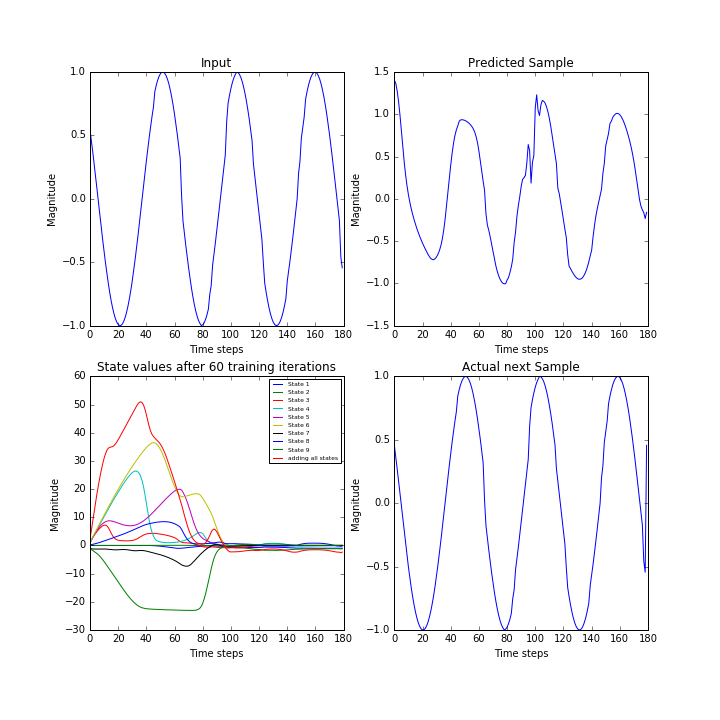 Input
1.0
0.5
0.0
−0.5
−1.0
Magnitude
0 20 40 60 80 100 120 140 160 180
Time steps
Predicted Sample
1.5
1.0
0.5
0.0
−0.5
−1.0
−1.5
Magnitude
0 20 40 60 80 100 120 140 160 180
Time steps
State values after 60 training iterations
60
50
40
30
20
10
0
−10
−20
−30
Magnitude
State 1
State 2
State 3
State 4
State 5
State 6
State 7
State 8
State 9
adding all states
0 20 40 60 80 100 120 140 160 180
Time steps
Actual next Sample
1.0
0.5
0.0
−0.5
−1.0
Magnitude
0 20 40 60 80 100 120 140 160 180
Time steps